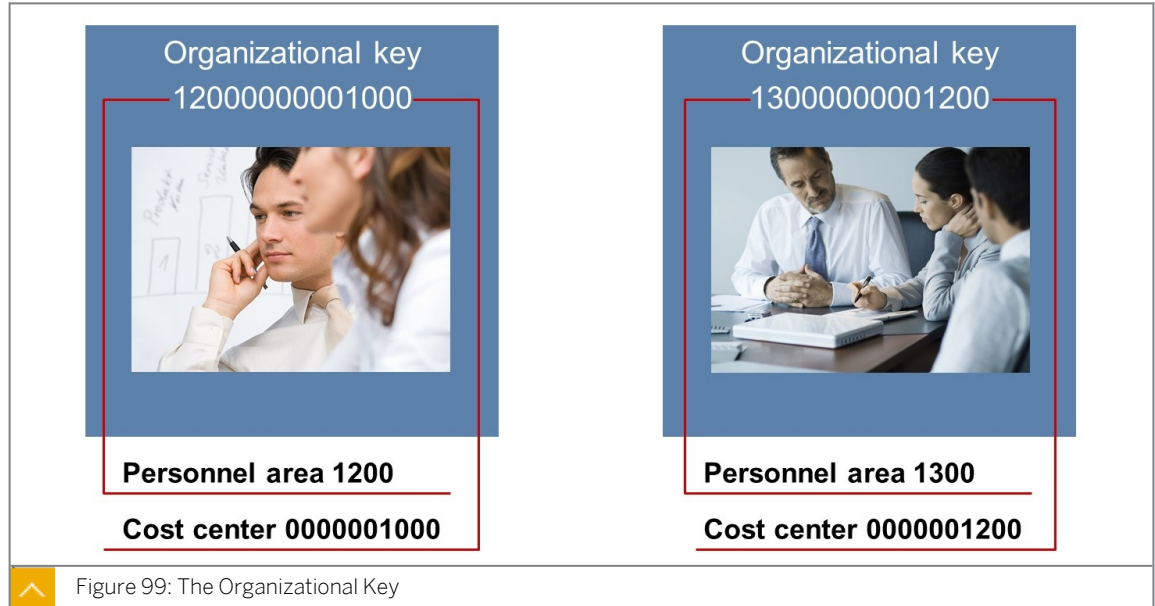 Organizational key
12000000001000
Produkt
Personnel area 1200
Cost center 0000001000
Organizational key
13000000001200
Personnel area 1300
Cost center 0000001200
Figure 99: The Organizational Key